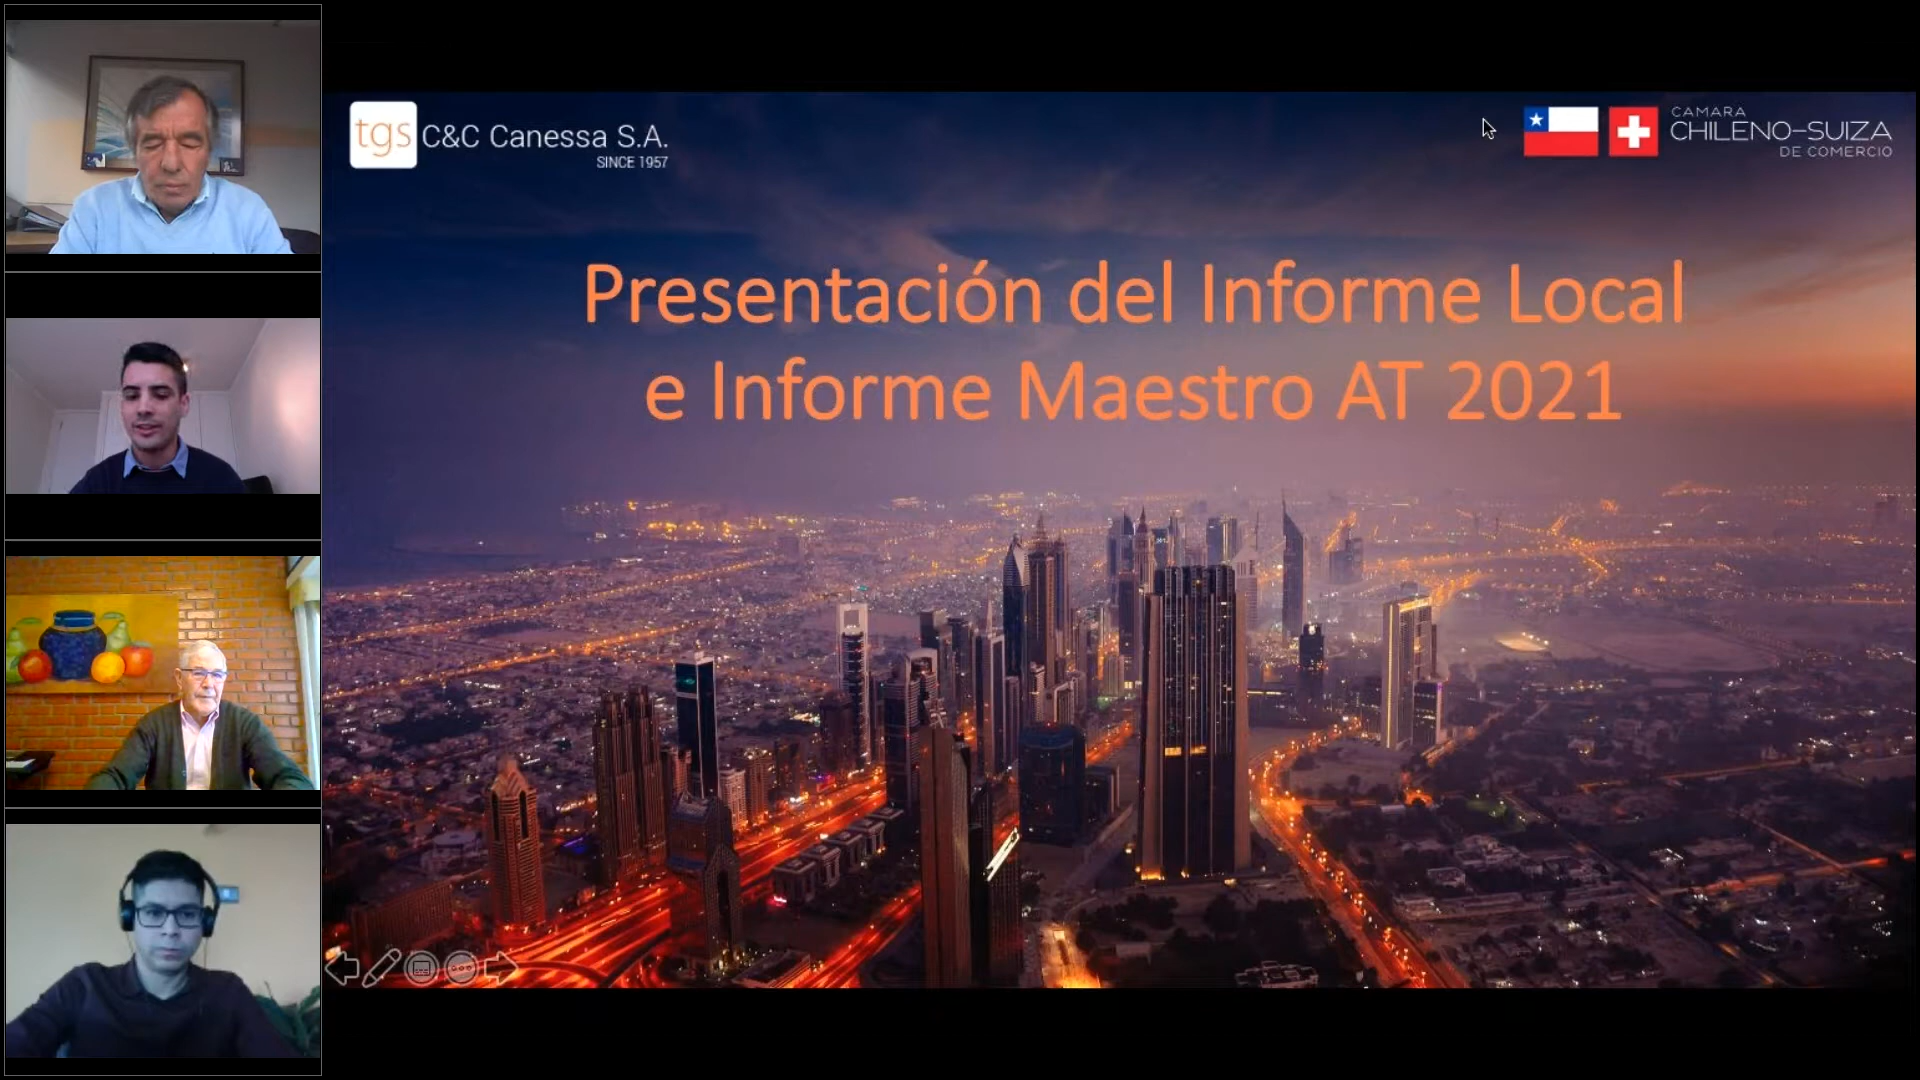 tgs C&C Canessa S.A.
SINCE 1957
CAMARA
CHILENO-SUIZA
DE COMERCIO
Presentación del Informe Local
e Informe Maestro AT 2021